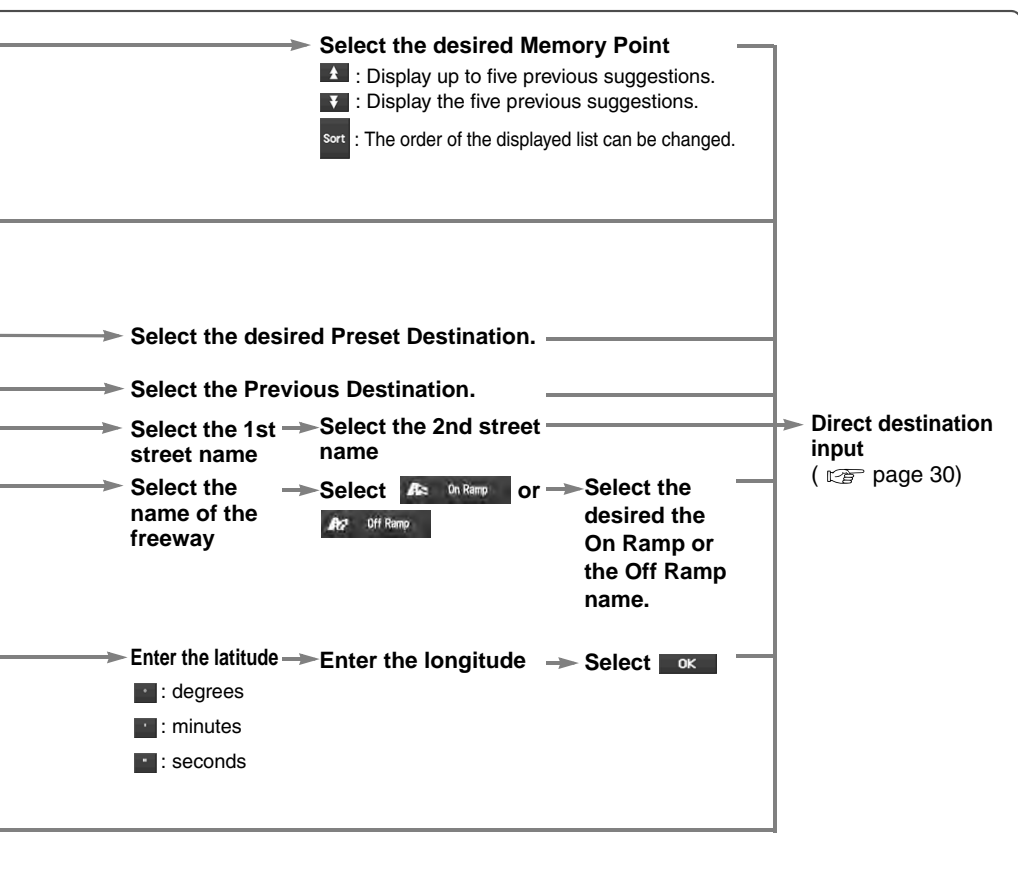 Select the desired Memory Point
: Display up to five previous suggestions.
: Display the five previous suggestions.
Sort : The order of the displayed list can be changed.
Select the desired Preset Destination.
Select the Previous Destination.
Select the 1st
street name
Select the 2nd street
name
Direct destination
input
( page 30)
Select the
name of the
freeway
Select On Ramp or
Off Ramp
Select the
desired the
On Ramp or
the Off Ramp
name.
Enter the latitude
° : degrees
' : minutes
" : seconds
Enter the longitude
Select OK